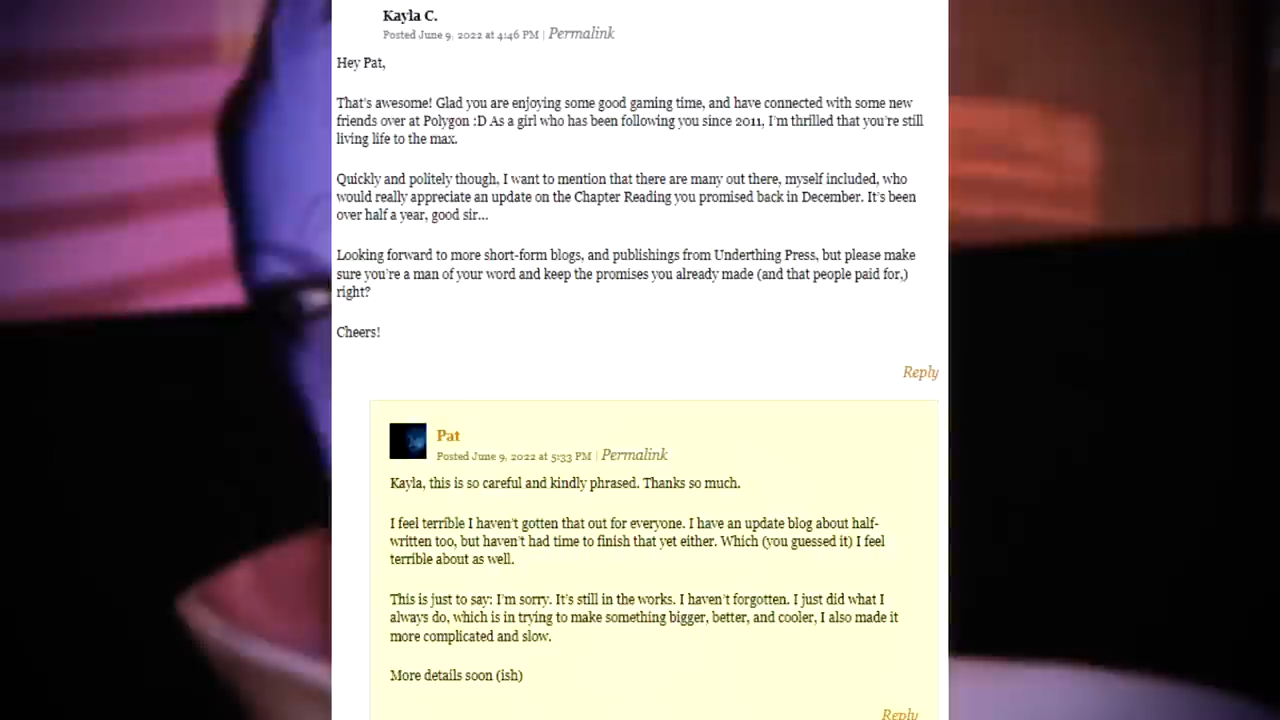 Kayla C.
Posted June 9, 2022 at 4:46 PM | Permalink
Hey Pat,
That's awesome! Glad you are enjoying some good gaming time, and have connected with some new
friends over at Polygon :D As a girl who has been following you since 2011, I'm thrilled that you're still
living life to the max.
Quickly and politely though, I want to mention that there are many out there, myself included, who
would really appreciate an update on the Chapter Reading you promised back in December. It's been
over half a year, good sir...
Looking forward to more short-form blogs, and publishings from Underthing Press, but please make
sure you're a man of your word and keep the promises you already made (and that people paid for,)
right?
Cheers!
Reply
Pat
Posted June 9, 2022 at 5:33 PM | Permalink
Kayla, this is so careful and kindly phrased. Thanks so much.
I feel terrible I haven't gotten that out for everyone. I have an update blog about half-
written too, but haven't had time to finish that yet either. Which (you guessed it) I feel
terrible about as well.
This is just to say: I'm sorry. It's still in the works. I haven't forgotten. I just did what I
always do, which is in trying to make something bigger, better, and cooler, I also made it
more complicated and slow.
More details soon (ish)
Reply